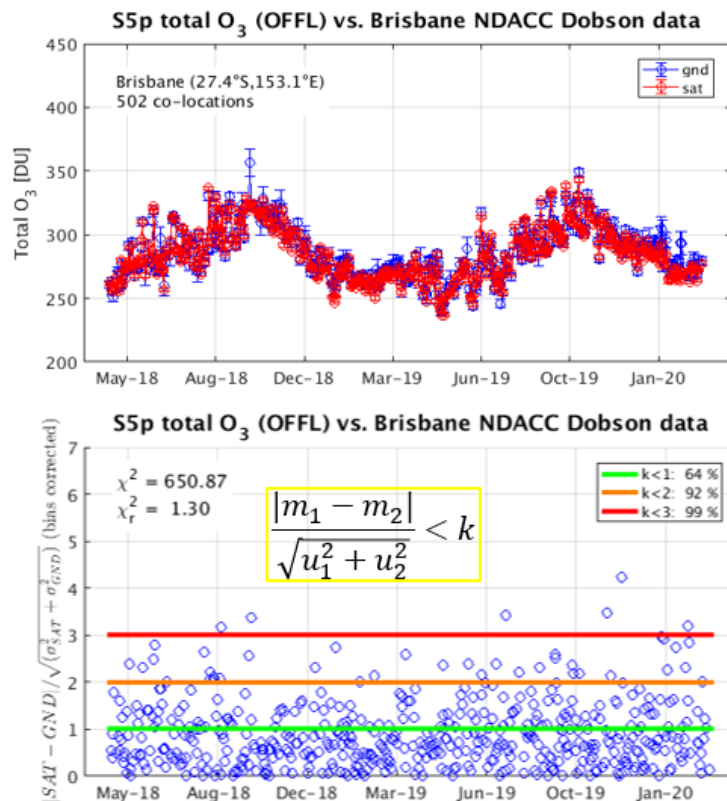 S5p total O₃ (OFFL) vs. Brisbane NDACC Dobson data
450
400
350
300
250
200
Total O₃ [DU]
Brisbane (27.4°S,153.1°E)
502 co-locations
gnd
sat
May-18 Aug-18 Dec-18 Mar-19 Jun-19 Oct-19 Jan-20
S5p total O₃ (OFFL) vs. Brisbane NDACC Dobson data
7
6
5
4
3
2
1
0
|SAT − GND|/√(σ²_SAT + σ²_GND) (bias corrected)
χ² = 650.87
χᵣ² = 1.30
|m₁ − m₂| / √(u₁² + u₂²) < k
k<1: 64 %
k<2: 92 %
k<3: 99 %
May-18 Aug-18 Dec-18 Mar-19 Jun-19 Oct-19 Jan-20